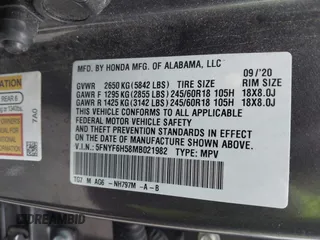 MFD. BY HONDA MFG. OF ALABAMA, LLC
09/'20
GVWR 2650 KG (5842 LBS) TIRE SIZE RIM SIZE
GAWR F 1295 KG (2855 LBS) 245/60R18 105H 18X8.0J
GAWR R 1425 KG (3142 LBS) 245/60R18 105H 18X8.0J
THIS VEHICLE CONFORMS TO ALL APPLICABLE
FEDERAL MOTOR VEHICLE SAFETY AND
THEFT PREVENTION STANDARDS IN EFFECT ON
THE DATE OF MANUFACTURE SHOWN ABOVE.
5FNYF6H58MB021982 TYPE: MPV
TG7 M AG6 -NH797M -A -B
REAR
7A0
DREAMBID